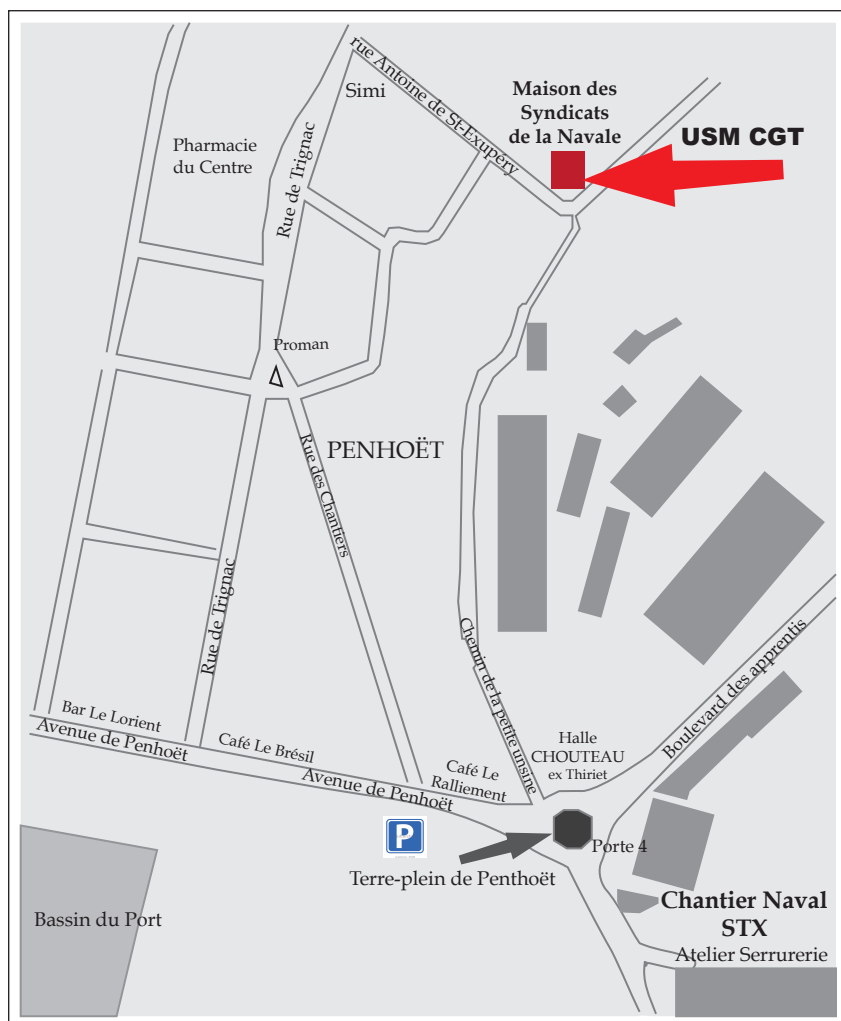 rue Antoine de St-Exupéry
Simi
Maison des
Syndicats
de la Navale
USM CGT
Pharmacie
du Centre
Rue de Trignac
Proman
PENHOËT
Rue des Chantiers
Rue de Trignac
Chemin de la petite unsine
Boulevard des apprentis
Bar Le Lorient
Avenue de Penhoët
Café Le Brésil
Avenue de Penhoët
Café Le
Ralliement
Halle
CHOUTEAU
ex Thiriet
P
Porte 4
Terre-plein de Penthoët
Bassin du Port
Chantier Naval
STX
Atelier Serrurerie